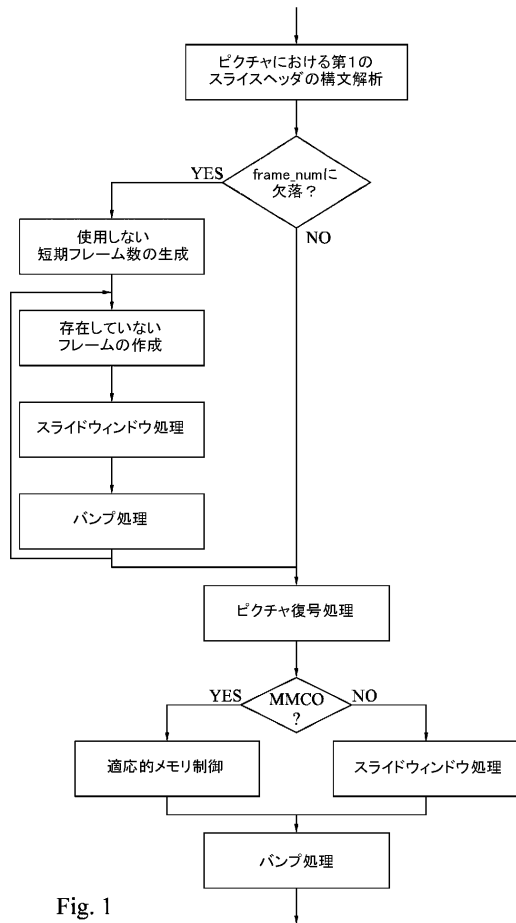 ピクチャにおける第1の
スライスヘッダの構文解析
frame_numに
欠落？
YES
NO
使用しない
短期フレーム数の生成
存在していない
フレームの作成
スライドウィンドウ処理
バンプ処理
ピクチャ復号処理
MMCO
?
YES
NO
適応的メモリ制御
スライドウィンドウ処理
バンプ処理
Fig. 1